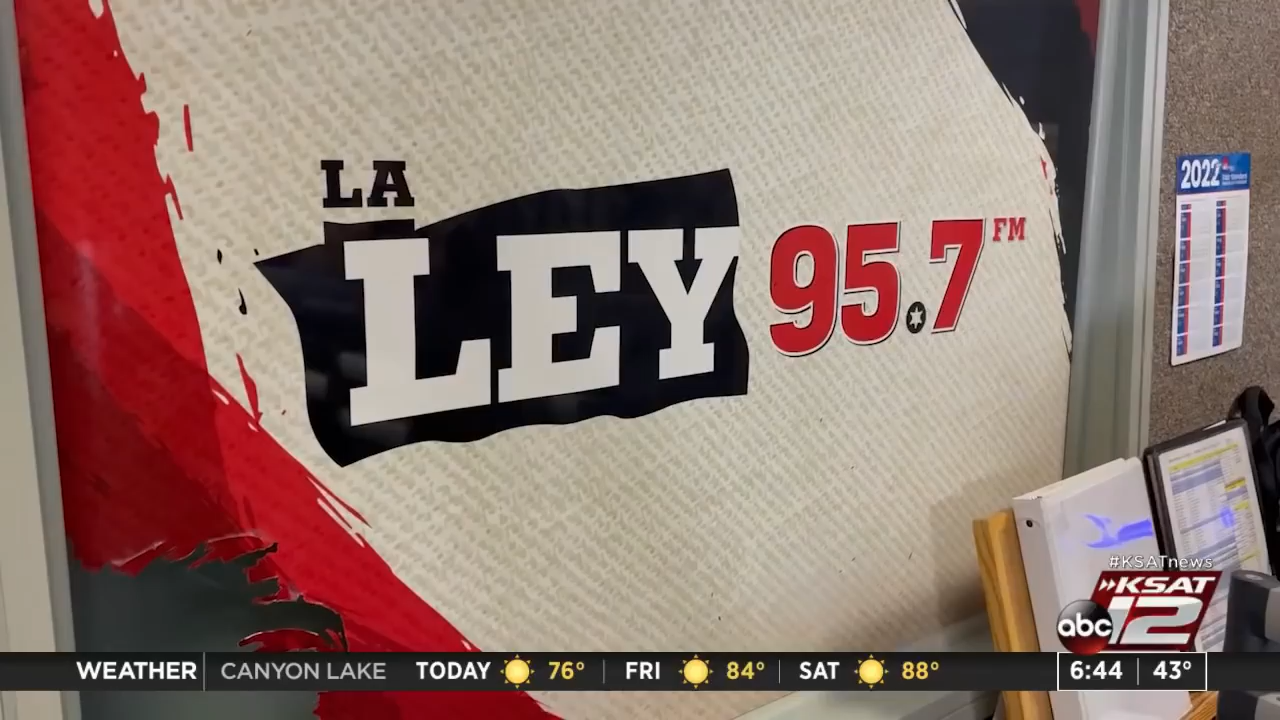 LA
LEY 95.7 FM
2022
#KSATnews
KSAT
abc 12
WEATHER CANYON LAKE TODAY 76° FRI 84° SAT 88° 6:44 43°